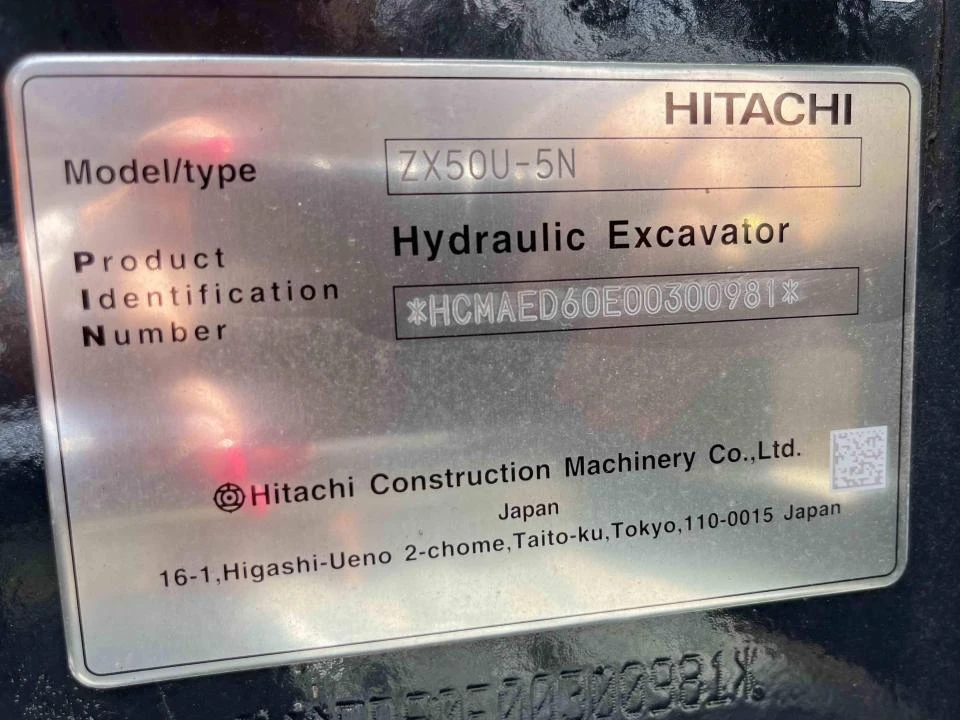 HITACHI
Model/type ZX50U-5N
Hydraulic Excavator
Product
Identification
Number *HCMAED60E00300981*
Hitachi Construction Machinery Co.,Ltd.
Japan
16-1,Higashi-Ueno 2-chome,Taito-ku,Tokyo,110-0015 Japan